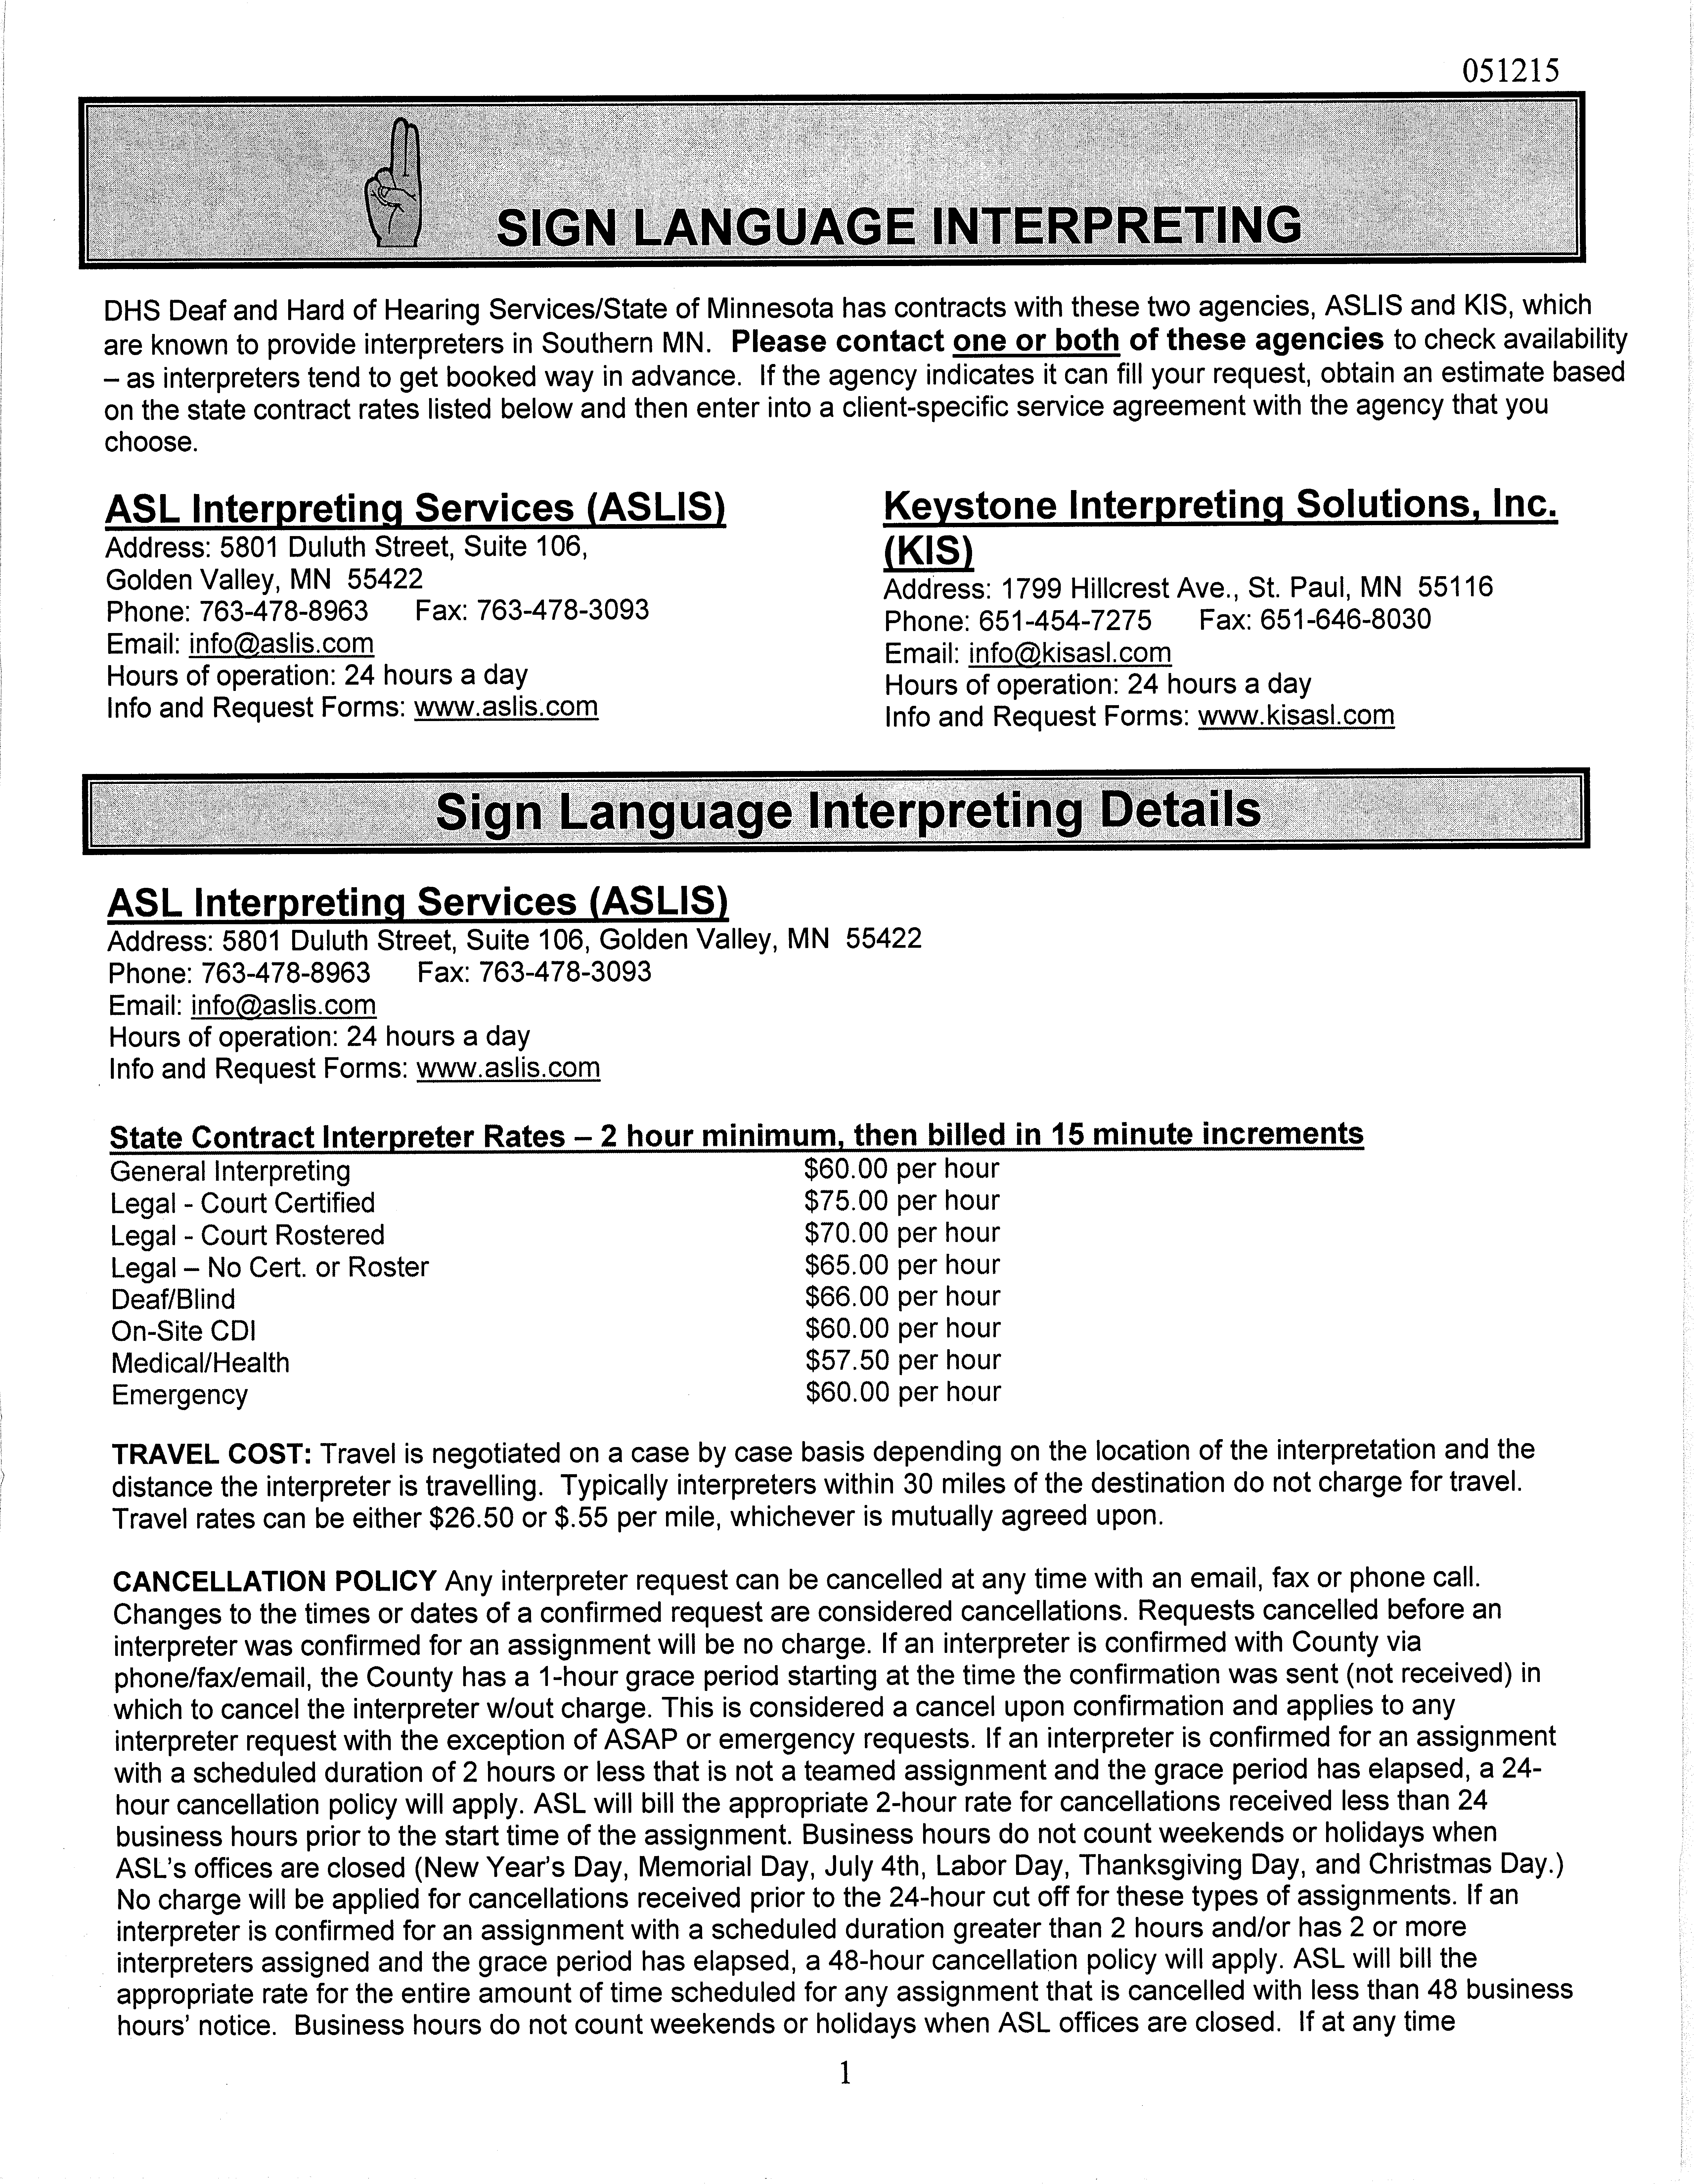 051215
SIGN LANGUAGE INTERPRETING
DHS Deaf and Hard of Hearing Services/State of Minnesota has contracts with these two agencies, ASLIS and KIS, which
are known to provide interpreters in Southern MN. Please contact one or both of these agencies to check availability
– as interpreters tend to get booked way in advance. If the agency indicates it can fill your request, obtain an estimate based
on the state contract rates listed below and then enter into a client-specific service agreement with the agency that you
choose.
ASL Interpreting Services (ASLIS)
Address: 5801 Duluth Street, Suite 106,
Golden Valley, MN 55422
Phone: 763-478-8963 Fax: 763-478-3093
Email: info@aslis.com
Hours of operation: 24 hours a day
Info and Request Forms: www.aslis.com
Keystone Interpreting Solutions, Inc.
(KIS)
Address: 1799 Hillcrest Ave., St. Paul, MN 55116
Phone: 651-454-7275 Fax: 651-646-8030
Email: info@kisasl.com
Hours of operation: 24 hours a day
Info and Request Forms: www.kisasl.com
Sign Language Interpreting Details
ASL Interpreting Services (ASLIS)
Address: 5801 Duluth Street, Suite 106, Golden Valley, MN 55422
Phone: 763-478-8963 Fax: 763-478-3093
Email: info@aslis.com
Hours of operation: 24 hours a day
Info and Request Forms: www.aslis.com
State Contract Interpreter Rates – 2 hour minimum, then billed in 15 minute increments
General Interpreting $60.00 per hour
Legal - Court Certified $75.00 per hour
Legal - Court Rostered $70.00 per hour
Legal – No Cert. or Roster $65.00 per hour
Deaf/Blind $66.00 per hour
On-Site CDI $60.00 per hour
Medical/Health $57.50 per hour
Emergency $60.00 per hour
TRAVEL COST: Travel is negotiated on a case by case basis depending on the location of the interpretation and the
distance the interpreter is travelling. Typically interpreters within 30 miles of the destination do not charge for travel.
Travel rates can be either $26.50 or $.55 per mile, whichever is mutually agreed upon.
CANCELLATION POLICY Any interpreter request can be cancelled at any time with an email, fax or phone call.
Changes to the times or dates of a confirmed request are considered cancellations. Requests cancelled before an
interpreter was confirmed for an assignment will be no charge. If an interpreter is confirmed with County via
phone/fax/email, the County has a 1-hour grace period starting at the time the confirmation was sent (not received) in
which to cancel the interpreter w/out charge. This is considered a cancel upon confirmation and applies to any
interpreter request with the exception of ASAP or emergency requests. If an interpreter is confirmed for an assignment
with a scheduled duration of 2 hours or less that is not a teamed assignment and the grace period has elapsed, a 24-
hour cancellation policy will apply. ASL will bill the appropriate 2-hour rate for cancellations received less than 24
business hours prior to the start time of the assignment. Business hours do not count weekends or holidays when
ASL's offices are closed (New Year's Day, Memorial Day, July 4th, Labor Day, Thanksgiving Day, and Christmas Day.)
No charge will be applied for cancellations received prior to the 24-hour cut off for these types of assignments. If an
interpreter is confirmed for an assignment with a scheduled duration greater than 2 hours and/or has 2 or more
interpreters assigned and the grace period has elapsed, a 48-hour cancellation policy will apply. ASL will bill the
appropriate rate for the entire amount of time scheduled for any assignment that is cancelled with less than 48 business
hours' notice. Business hours do not count weekends or holidays when ASL offices are closed. If at any time
1